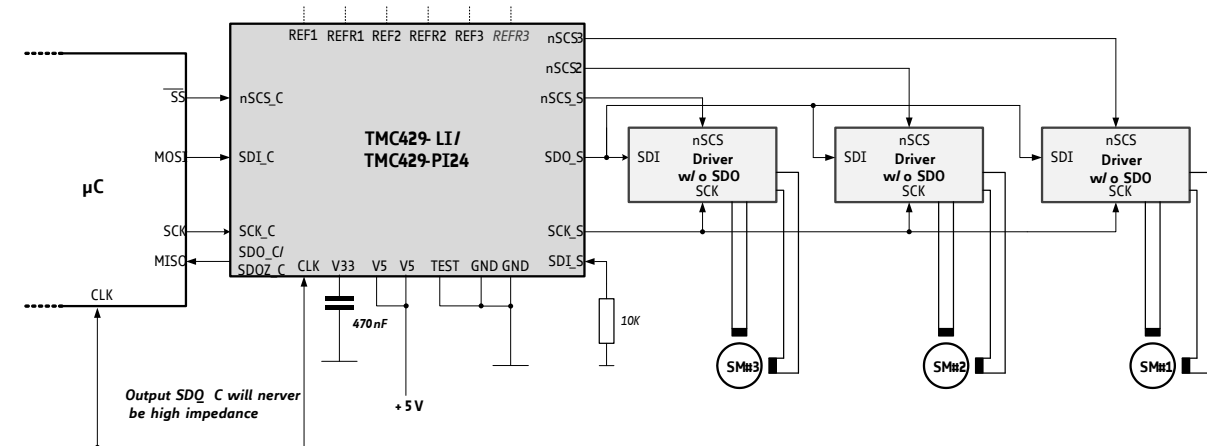 REF1 REFR1 REF2 REFR2 REF3 REFR3
nSCS3
nSCS2
SS nSCS_C nSCS_S
TMC429-LI/
TMC429-PI24
MOSI SDI_C SDO_S
µC
SCK SCK_C SCK_S
MISO SDO_C/
SDOZ_C
CLK V33 V5 V5 TEST GND GND SDI_S
CLK
470nF
10K
+5V
Output SDO_C will nerver
be high impedance
nSCS
SDI Driver
w/o SDO
SCK
nSCS
SDI Driver
w/o SDO
SCK
nSCS
SDI Driver
w/o SDO
SCK
SM#3 SM#2 SM#1